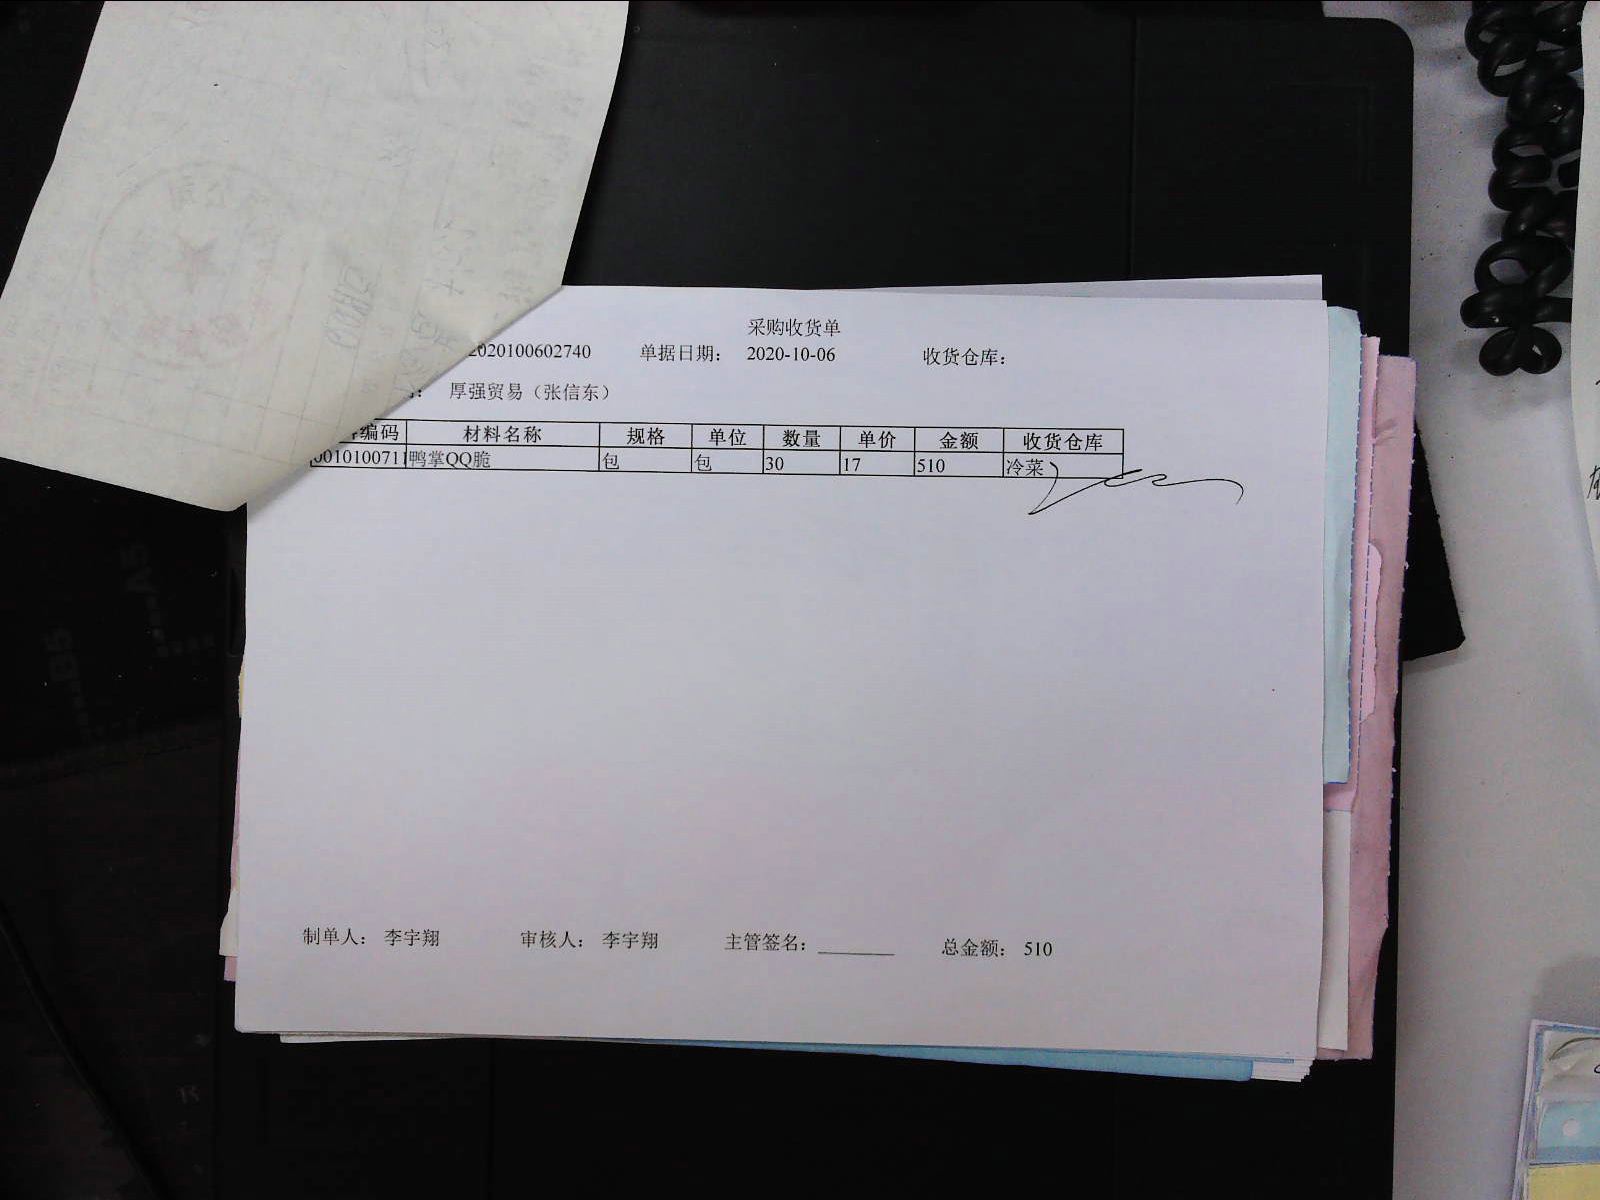 采购收货单
2020100602740 单据日期： 2020-10-06 收货仓库：
厚强贸易（张信东）
编码 材料名称 规格 单位 数量 单价 金额 收货仓库
0010100711 鸭掌QQ脆 包 包 30 17 510 冷菜
制单人： 李宇翔 审核人： 李宇翔 主管签名： 总金额： 510